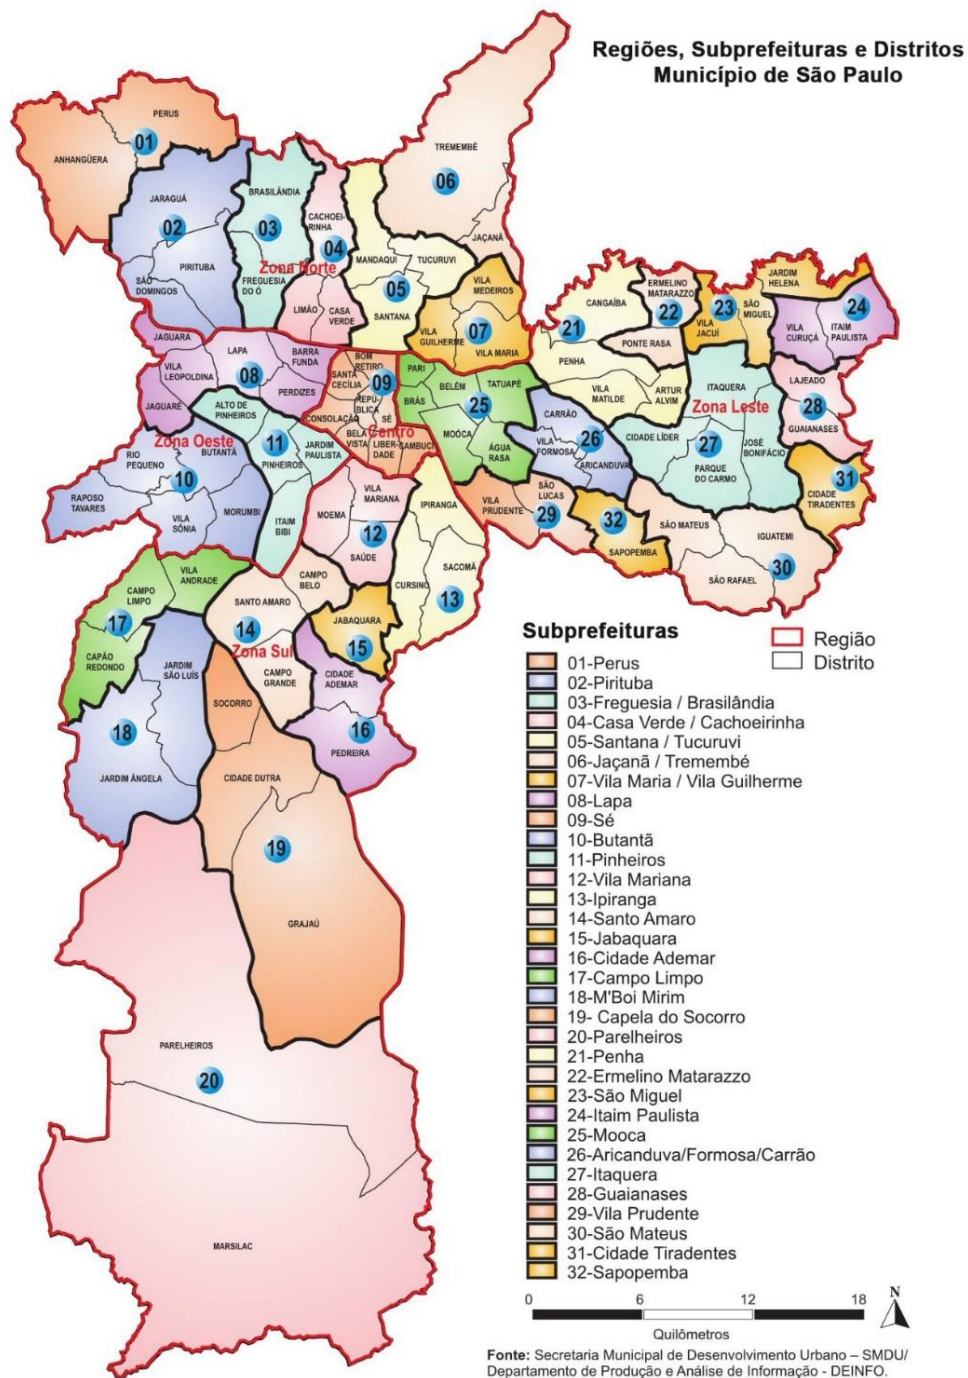 Regiões, Subprefeituras e Distritos
Município de São Paulo
PERUS
01
ANHANGÜERA
TREMEMBÉ
06
JAÇANÃ
JARAGUÁ
02
PIRITUBA
SÃO
DOMINGOS
BRASILÂNDIA
03
Zona Norte
FREGUESIA
DO Ó
CACHOEI-
RINHA
04
LIMÃO
CASA
VERDE
MANDAQUI
TUCURUVI
05
SANTANA
VILA
MEDEIROS
VILA
GUILHERME
07
VILA MARIA
CANGAÍBA
21
PENHA
VILA
MATILDE
ARTUR
ALVIM
ERMELINO
MATARAZZO
22
PONTE RASA
JARDIM
HELENA
23
SÃO
MIGUEL
VILA
JACUÍ
24
VILA
CURUÇÁ
ITAIM
PAULISTA
JAGUARA
LAPA
BARRA
FUNDA
VILA
LEOPOLDINA
08
PERDIZES
JAGUARÉ
BOM
RETIRO
SANTA
CECÍLIA
09
REPÚ-
BLICA
SÉ
CONSOLAÇÃO
Centro
BELA
VISTA
LIBER-
DADE
CAMBUCI
PARI
BELÉM
TATUAPÉ
BRÁS
25
MOÓCA
ÁGUA
RASA
CARRÃO
VILA
FORMOSA
26
ARICANDUVA
ITAQUERA
Zona Leste
CIDADE LÍDER
27
JOSÉ
BONIFÁCIO
PARQUE
DO CARMO
LAJEADO
28
GUAIANASES
31
CIDADE
TIRADENTES
ALTO DE
PINHEIROS
11
PINHEIROS
JARDIM
PAULISTA
ITAIM
BIBI
Zona Oeste
RIO
PEQUENO
BUTANTÃ
10
RAPOSO
TAVARES
VILA
SÔNIA
MORUMBI
VILA
MARIANA
MOEMA
12
SAÚDE
IPIRANGA
SACOMÃ
CURSINO
13
VILA
PRUDENTE
SÃO
LUCAS
29
32
SAPOPEMBA
SÃO MATEUS
IGUATEMI
SÃO RAFAEL
30
VILA
ANDRADE
CAMPO
LIMPO
17
CAPÃO
REDONDO
CAMPO
BELO
SANTO AMARO
14
Zona Sul
CAMPO
GRANDE
JABAQUARA
15
CIDADE
ADEMAR
16
PEDREIRA
JARDIM
SÃO LUÍS
18
JARDIM ÂNGELA
SOCORRO
CIDADE DUTRA
19
GRAJAÚ
PARELHEIROS
20
MARSILAC
Subprefeituras
01-Perus
02-Pirituba
03-Freguesia / Brasilândia
04-Casa Verde / Cachoeirinha
05-Santana / Tucuruvi
06-Jaçanã / Tremembé
07-Vila Maria / Vila Guilherme
08-Lapa
09-Sé
10-Butantã
11-Pinheiros
12-Vila Mariana
13-Ipiranga
14-Santo Amaro
15-Jabaquara
16-Cidade Ademar
17-Campo Limpo
18-M'Boi Mirim
19- Capela do Socorro
20-Parelheiros
21-Penha
22-Ermelino Matarazzo
23-São Miguel
24-Itaim Paulista
25-Mooca
26-Aricanduva/Formosa/Carrão
27-Itaquera
28-Guaianases
29-Vila Prudente
30-São Mateus
31-Cidade Tiradentes
32-Sapopemba
Região
Distrito
0 6 12 18
Quilômetros
N
Fonte: Secretaria Municipal de Desenvolvimento Urbano – SMDU/
Departamento de Produção e Análise de Informação - DEINFO.